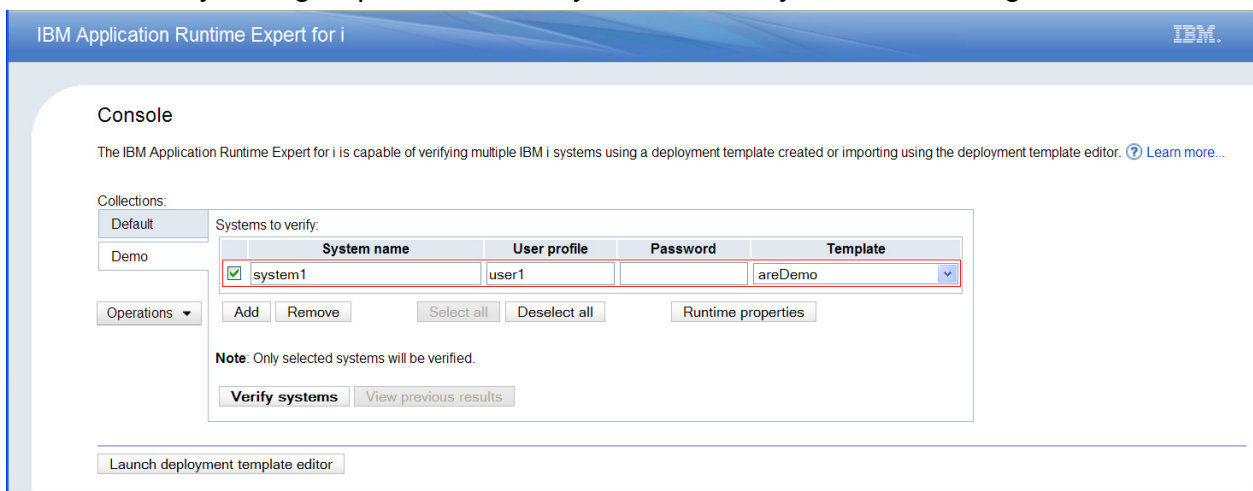 IBM Application Runtime Expert for i IBM.
Console
The IBM Application Runtime Expert for i is capable of verifying multiple IBM i systems using a deployment template created or importing using the deployment template editor. ? Learn more...
Collections:
Default Systems to verify:
Demo System name User profile Password Template
system1 user1 areDemo
Operations Add Remove Select all Deselect all Runtime properties
Note: Only selected systems will be verified.
Verify systems View previous results
Launch deployment template editor